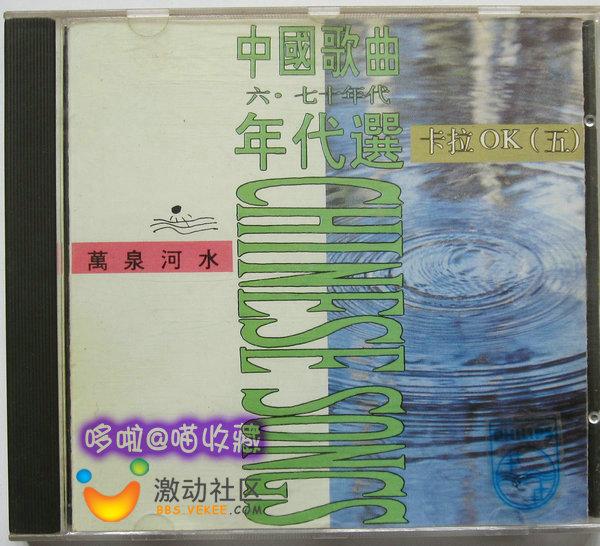 中國歌曲
六·七十年代
年代選
卡拉OK（五）
CHINESE SONGS
萬泉河水
哆啦@喵收藏
激动社区
BBS.VEKEE.COM
PHILIPS